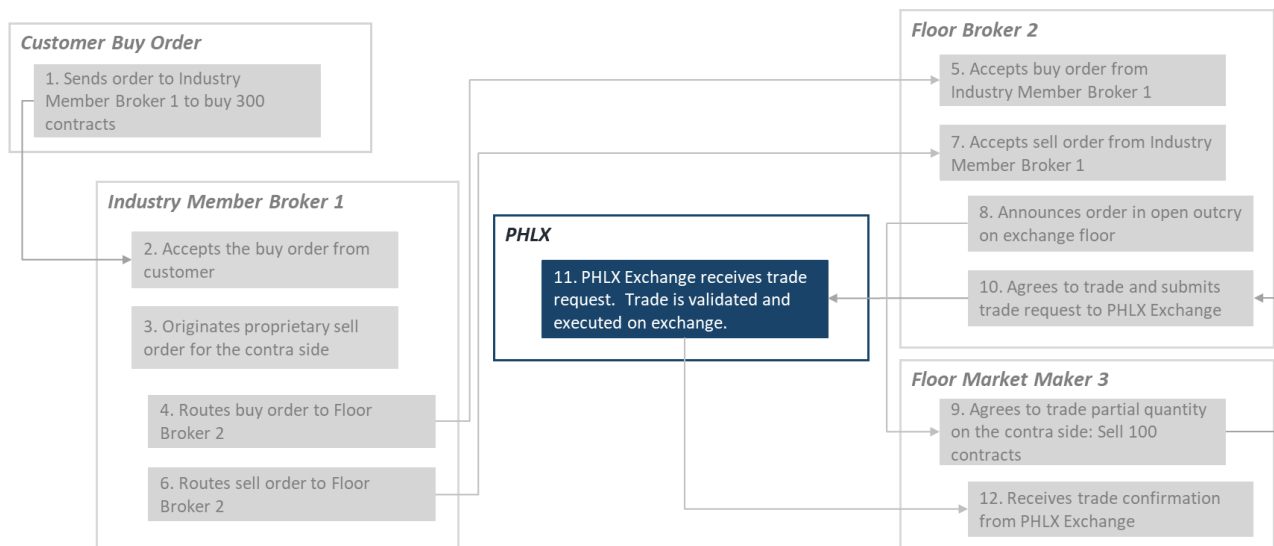 Customer Buy Order
1. Sends order to Industry
Member Broker 1 to buy 300
contracts
Industry Member Broker 1
2. Accepts the buy order from
customer
3. Originates proprietary sell
order for the contra side
4. Routes buy order to Floor
Broker 2
6. Routes sell order to Floor
Broker 2
PHLX
11. PHLX Exchange receives trade
request.  Trade is validated and
executed on exchange.
Floor Broker 2
5. Accepts buy order from
Industry Member Broker 1
7. Accepts sell order from Industry
Member Broker 1
8. Announces order in open outcry
on exchange floor
10. Agrees to trade and submits
trade request to PHLX Exchange
Floor Market Maker 3
9. Agrees to trade partial quantity
on the contra side: Sell 100
contracts
12. Receives trade confirmation
from PHLX Exchange